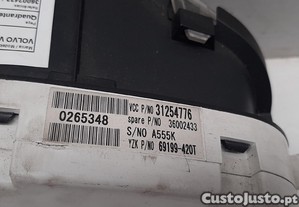 Quadrante
VOLVO V
VCC P/NO 31254776
0265348
spare P/NO 36002433
S/NO A555K
YZK P/NO 69199-420T
CustoJusto.pt